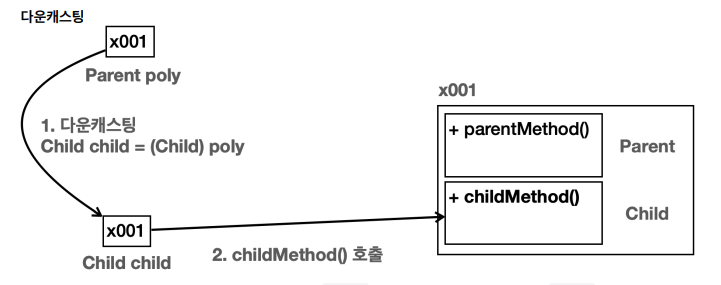 다운캐스팅
x001
Parent poly
1. 다운캐스팅
Child child = (Child) poly
x001
Child child
2. childMethod() 호출
x001
+ parentMethod()
Parent
+ childMethod()
Child